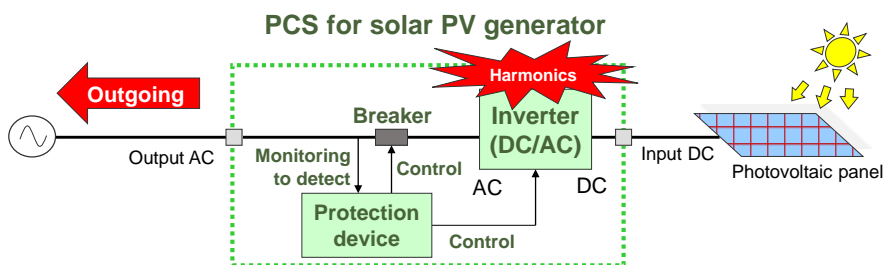 PCS for solar PV generator
Harmonics
Outgoing
Breaker
Inverter
(DC/AC)
Output AC
Monitoring
to detect
Control
AC
DC
Input DC
Photovoltaic panel
Protection
device
Control